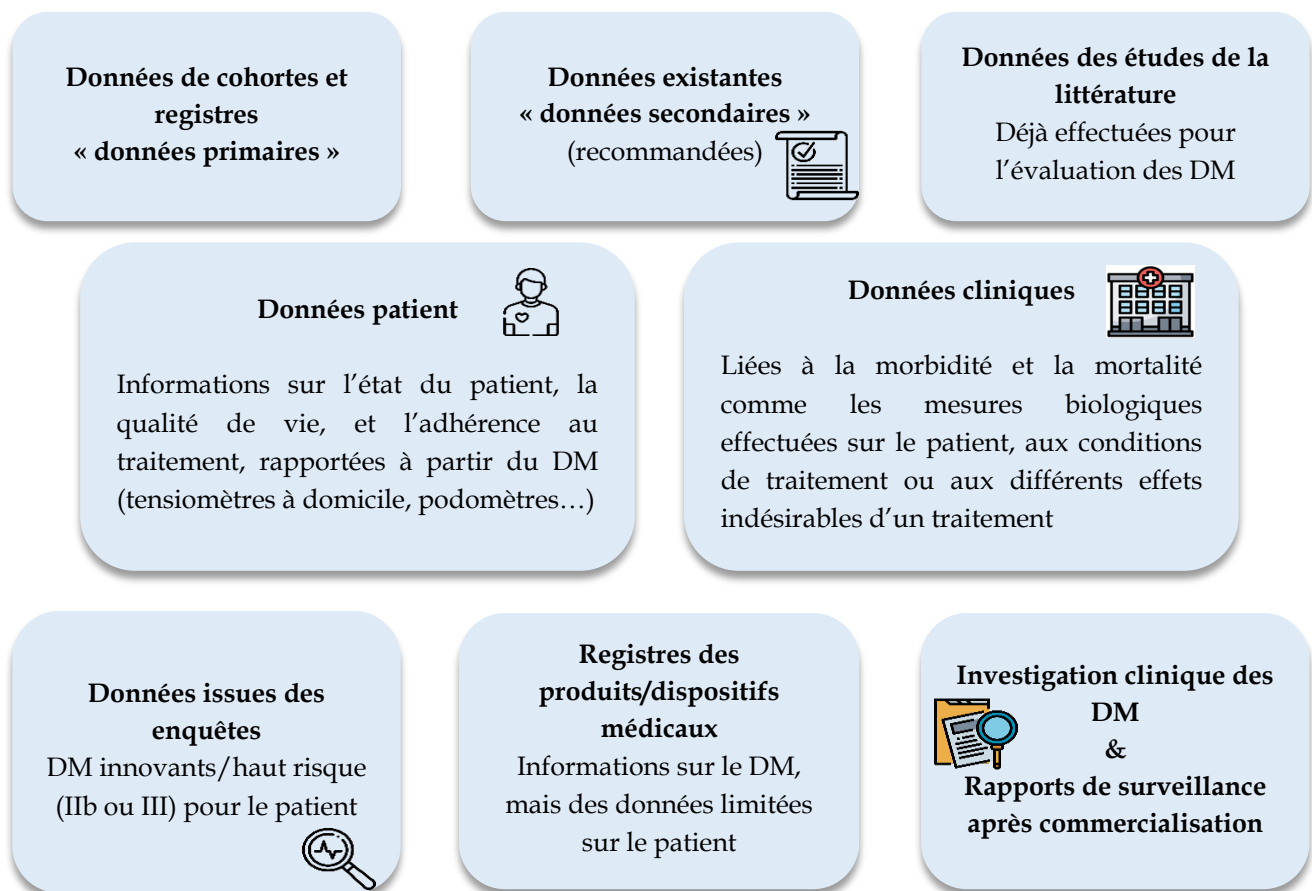 Données de cohortes et
registres
« données primaires »
Données existantes
« données secondaires »
(recommandées)
Données des études de la
littérature
Déjà effectuées pour
l’évaluation des DM
Données patient
Informations sur l’état du patient, la
qualité de vie, et l’adhérence au
traitement, rapportées à partir du DM
(tensiomètres à domicile, podomètres…)
Données cliniques
Liées à la morbidité et la mortalité
comme les mesures biologiques
effectuées sur le patient, aux conditions
de traitement ou aux différents effets
indésirables d’un traitement
Données issues des
enquêtes
DM innovants/haut risque
(IIb ou III) pour le patient
Registres des
produits/dispositifs
médicaux
Informations sur le DM,
mais des données limitées
sur le patient
Investigation clinique des
DM
&
Rapports de surveillance
après commercialisation